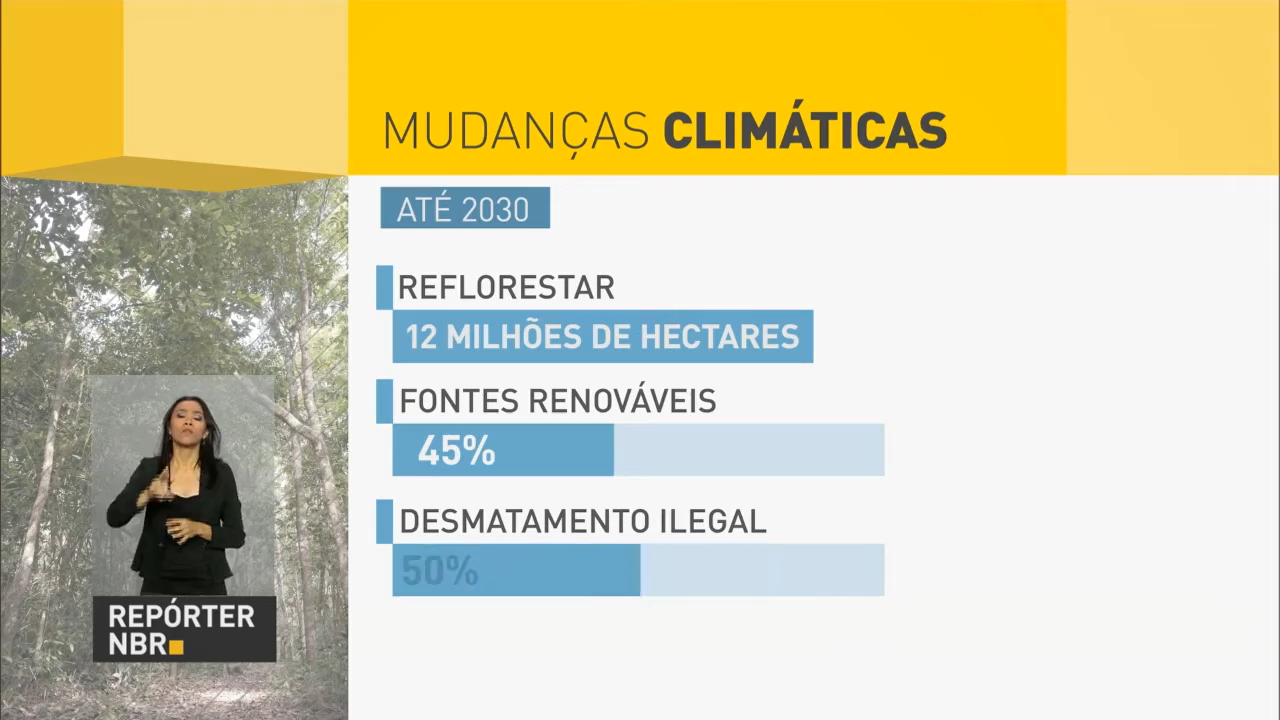 MUDANÇAS CLIMÁTICAS
ATÉ 2030
REFLORESTAR
12 MILHÕES DE HECTARES
FONTES RENOVÁVEIS
45%
DESMATAMENTO ILEGAL
50%
REPÓRTER
NBR